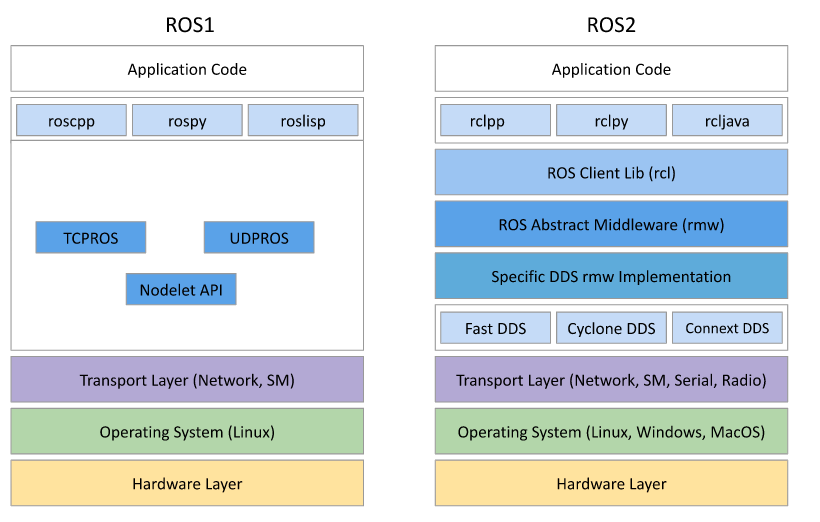 ROS1
Application Code
roscpp
rospy
roslisp
TCPROS
UDPROS
Nodelet API
Transport Layer (Network, SM)
Operating System (Linux)
Hardware Layer
ROS2
Application Code
rclpp
rclpy
rcljava
ROS Client Lib (rcl)
ROS Abstract Middleware (rmw)
Specific DDS rmw Implementation
Fast DDS
Cyclone DDS
Connext DDS
Transport Layer (Network, SM, Serial, Radio)
Operating System (Linux, Windows, MacOS)
Hardware Layer